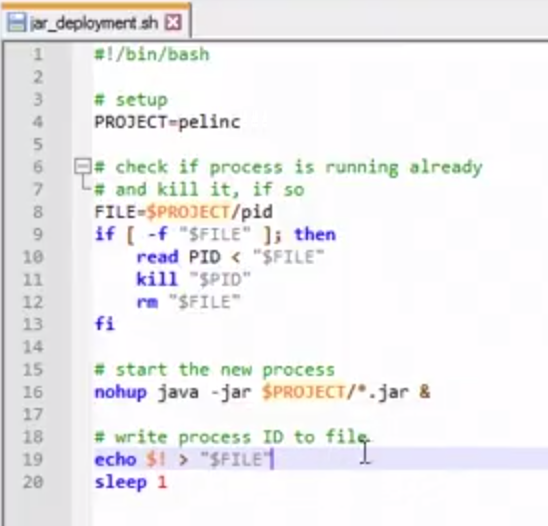 jar_deployment.sh
1 #!/bin/bash
2
3 # setup
4 PROJECT=pelinc
5
6 # check if process is running already
7 # and kill it, if so
8 FILE=$PROJECT/pid
9 if [ -f "$FILE" ]; then
10     read PID < "$FILE"
11     kill "$PID"
12     rm "$FILE"
13 fi
14
15 # start the new process
16 nohup java -jar $PROJECT/*.jar &
17
18 # write process ID to file
19 echo $! > "$FILE"
20 sleep 1